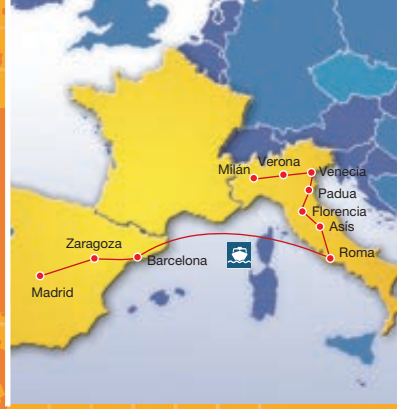 Milán
Verona
Venecia
Padua
Florencia
Asís
Roma
Zaragoza
Barcelona
Madrid